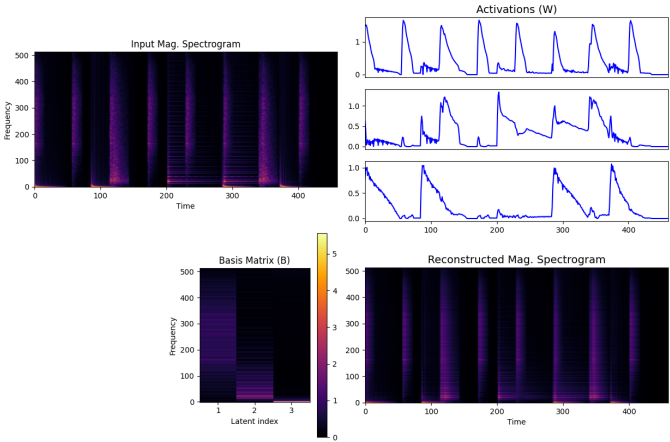 Input Mag. Spectrogram
Frequency
500
400
300
200
100
0
0 100 200 300 400
Time
Activations (W)
1
0
1.0
0.5
0.0
1.0
0.5
0.0
0 200 400
Basis Matrix (B)
Frequency
500
400
300
200
100
0
1 2 3
Latent index
5
4
3
2
1
0
Reconstructed Mag. Spectrogram
500
400
300
200
100
0
0 100 200 300 400
Time